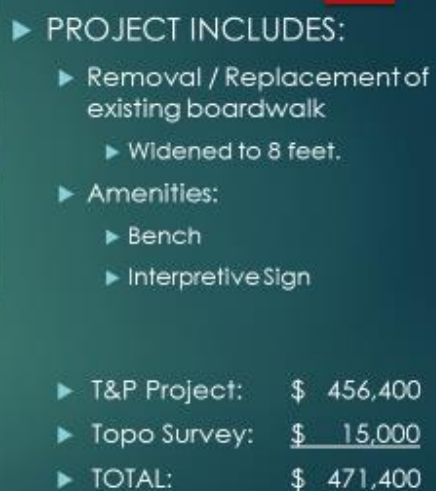 PROJECT INCLUDES:
Removal / Replacement of
existing boardwalk
Widened to 8 feet.
Amenities:
Bench
Interpretive Sign
T&P Project: $ 456,400
Topo Survey: $ 15,000
TOTAL: $ 471,400